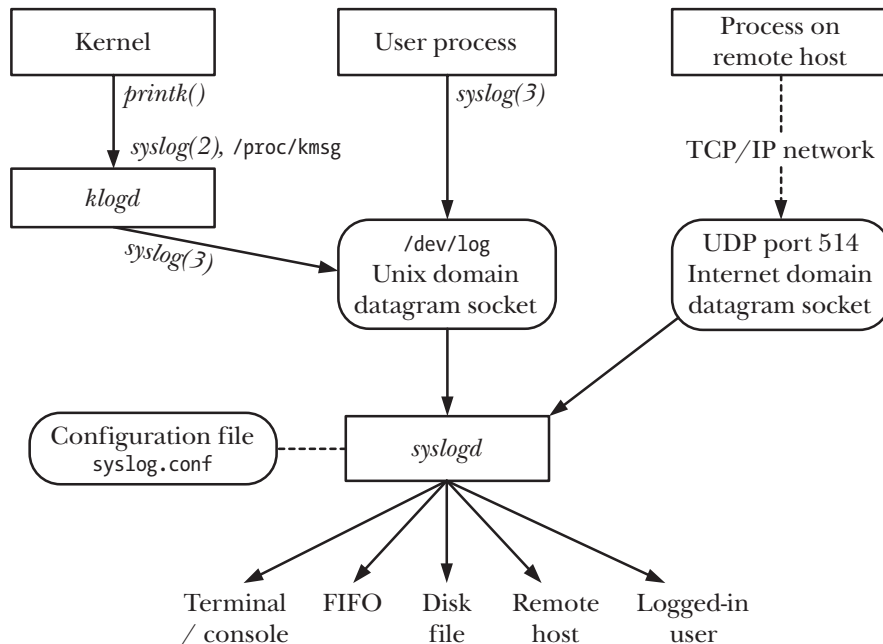 Kernel
User process
Process on
remote host
printk()
syslog(3)
syslog(2), /proc/kmsg
TCP/IP network
klogd
syslog(3)
/dev/log
Unix domain
datagram socket
UDP port 514
Internet domain
datagram socket
Configuration file
syslog.conf
syslogd
Terminal
/ console
FIFO
Disk
file
Remote
host
Logged-in
user